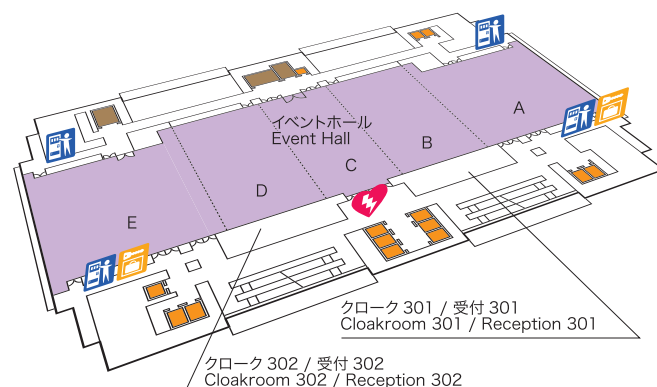 イベントホール
Event Hall
A
B
C
D
E
クローク 301 / 受付 301
Cloakroom 301 / Reception 301
クローク 302 / 受付 302
Cloakroom 302 / Reception 302